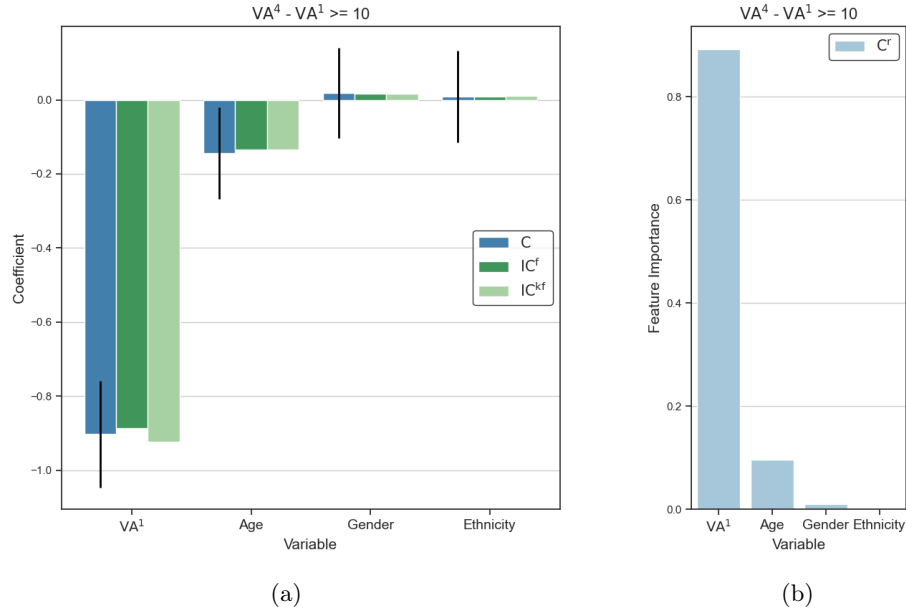 VA⁴ - VA¹ >= 10
0.0
−0.2
−0.4
−0.6
−0.8
−1.0
Coefficient
C
ICᶠ
ICᵏᶠ
VA¹
Age
Gender
Ethnicity
Variable
(a)
VA⁴ - VA¹ >= 10
Cʳ
0.8
0.6
0.4
0.2
0.0
Feature Importance
VA¹
Age
Gender
Ethnicity
Variable
(b)